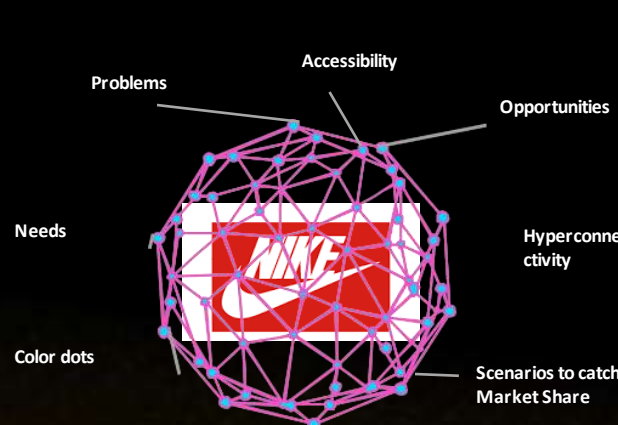 Accessibility
Problems
Opportunities
Needs
Hyperconne
ctivity
NIKE
Color dots
Scenarios to catch
Market Share